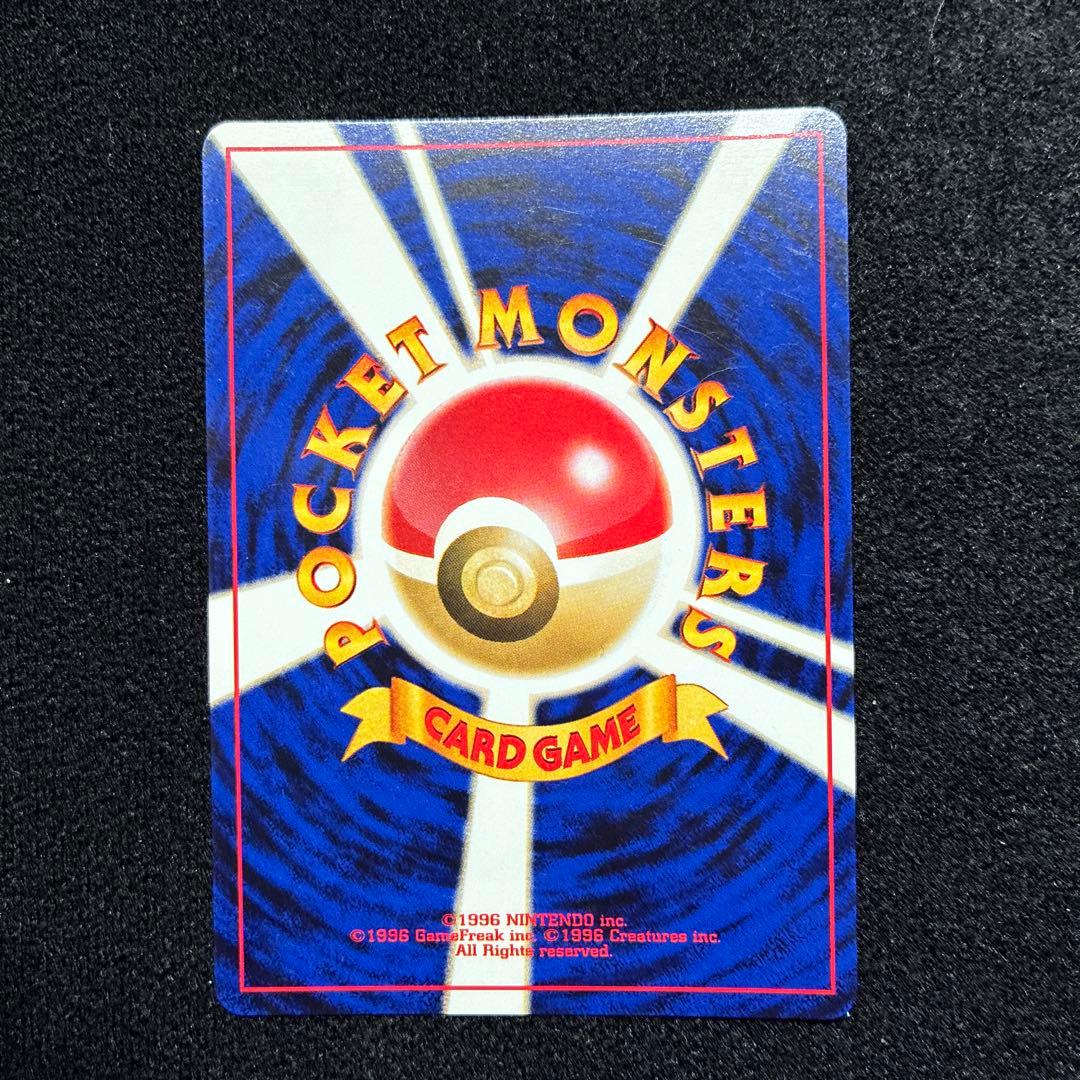 POCKET MONSTERS
CARD GAME
©1996 NINTENDO inc.
©1996 GameFreak inc. ©1996 Creatures inc.
All Rights reserved.